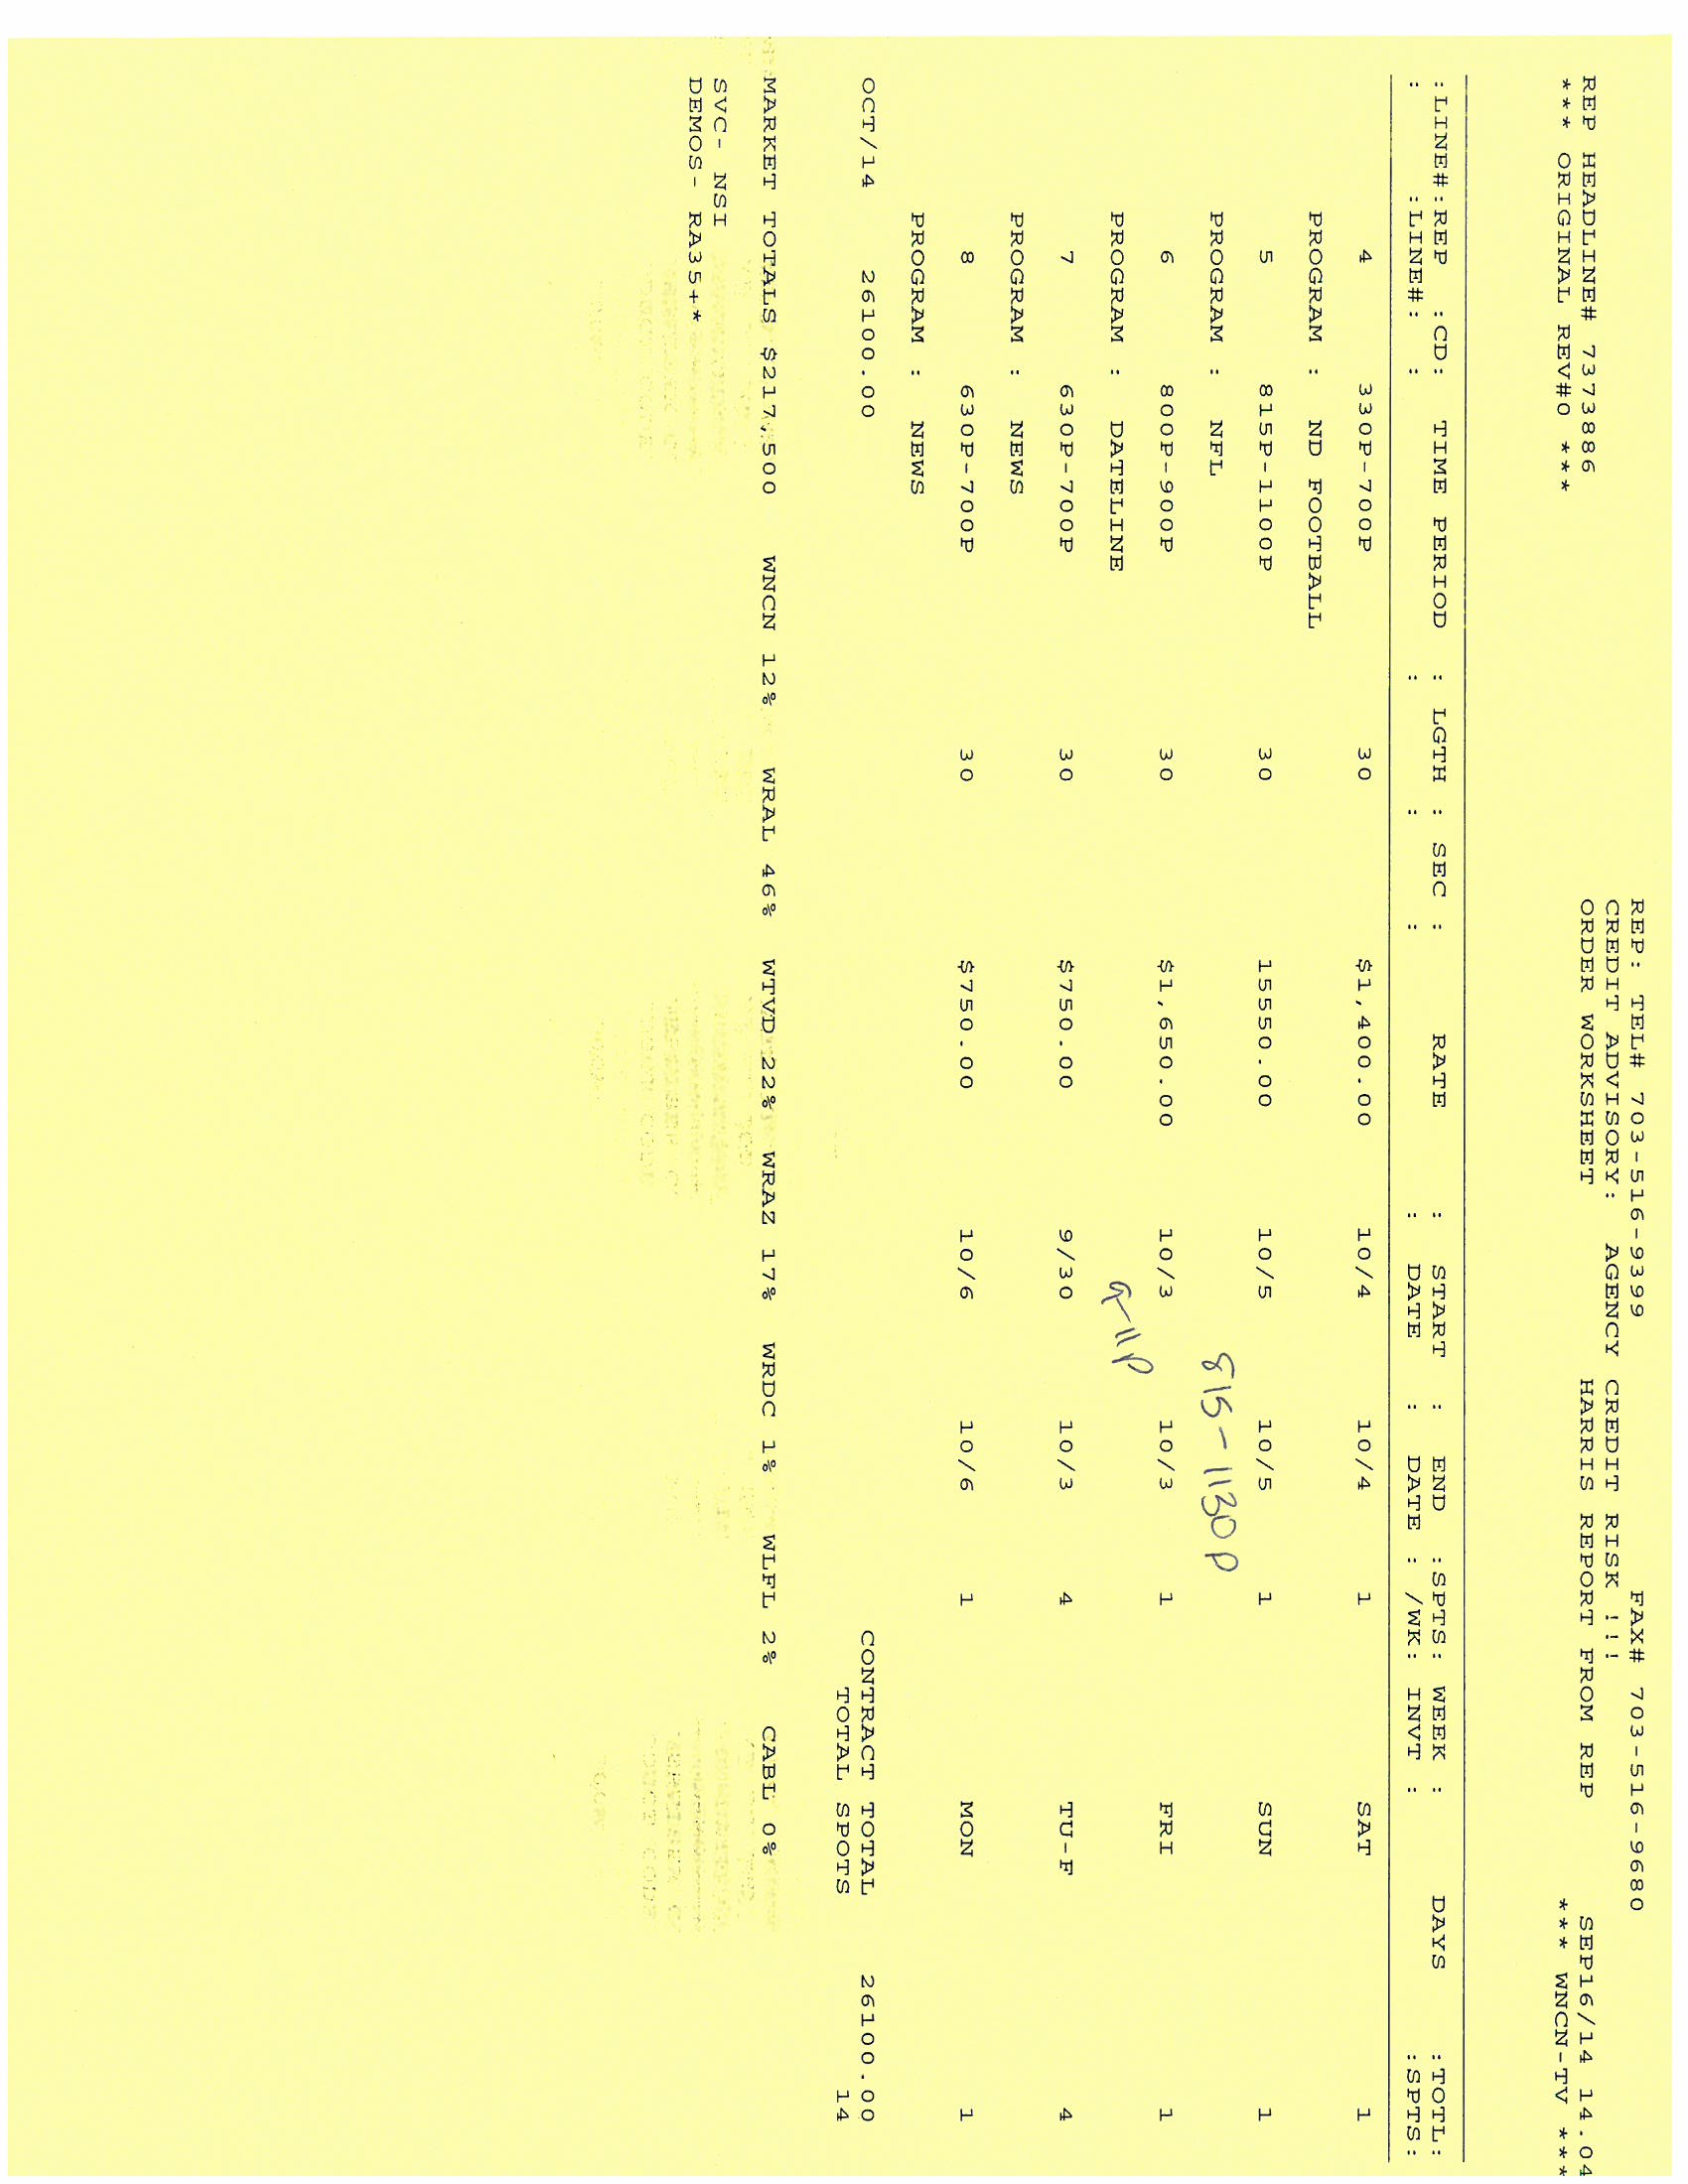 REP: TEL# 703-516-9399 FAX# 703-516-9680
CREDIT ADVISORY: AGENCY CREDIT RISK !!!
REP HEADLINE# 7373886 ORDER WORKSHEET HARRIS REPORT FROM REP SEP16/14 14.04
*** ORIGINAL REV#0 *** *** WNCN-TV ***
:LINE#:REP :CD: TIME PERIOD : LGTH : SEC : RATE : START : END :SPTS: WEEK : DAYS :TOTL:
: :LINE#: : : : : : DATE : DATE : /WK: INVT : :SPTS:
4 330P-700P 30 $1,400.00 10/4 10/4 1 SAT 1
PROGRAM : ND FOOTBALL
5 815P-1100P 30 15550.00 10/5 10/5 1 SUN 1
PROGRAM : NFL 815-1130P
6 800P-900P 30 $1,650.00 10/3 10/3 1 FRI 1
PROGRAM : DATELINE 9-11P
7 630P-700P 30 $750.00 9/30 10/3 4 TU-F 4
PROGRAM : NEWS
8 630P-700P 30 $750.00 10/6 10/6 1 MON 1
PROGRAM : NEWS
OCT/14 26100.00 CONTRACT TOTAL 26100.00
TOTAL SPOTS 14
MARKET TOTALS $217,500 WNCN 12% WRAL 46% WTVD 22% WRAZ 17% WRDC 1% WLFL 2% CABL 0%
SVC- NSI
DEMOS- RA35+*